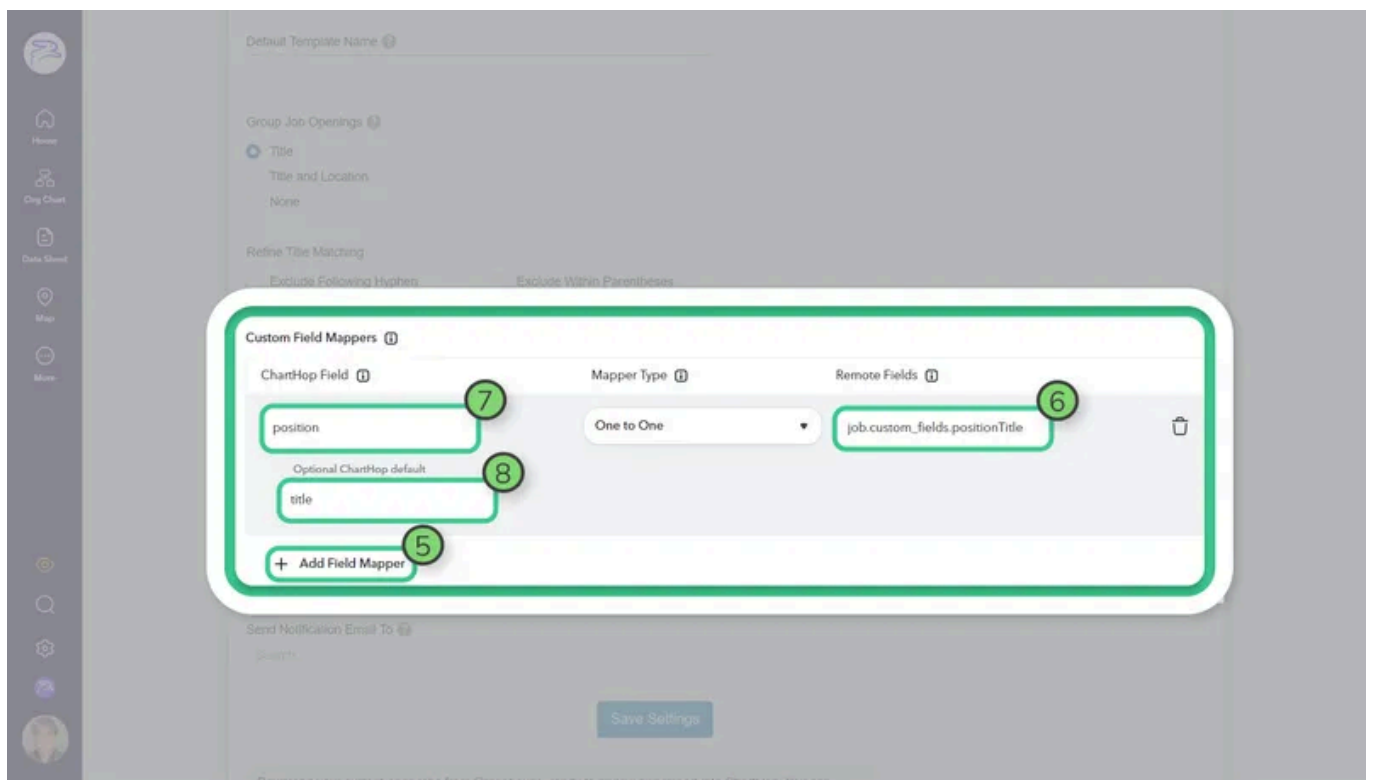 Default Template Name
Home
Group Job Openings
Title
Title and Location
None
Org Chart
Data Sheet
Refine Title Matching
Exclude Following Hyphen Exclude Within Parentheses
Map
Custom Field Mappers
ChartHop Field Mapper Type Remote Fields
More
7 6
position One to One job.custom_fields.positionTitle
Optional ChartHop default 8
title
5
+ Add Field Mapper
Send Notification Email To
Search
Save Settings